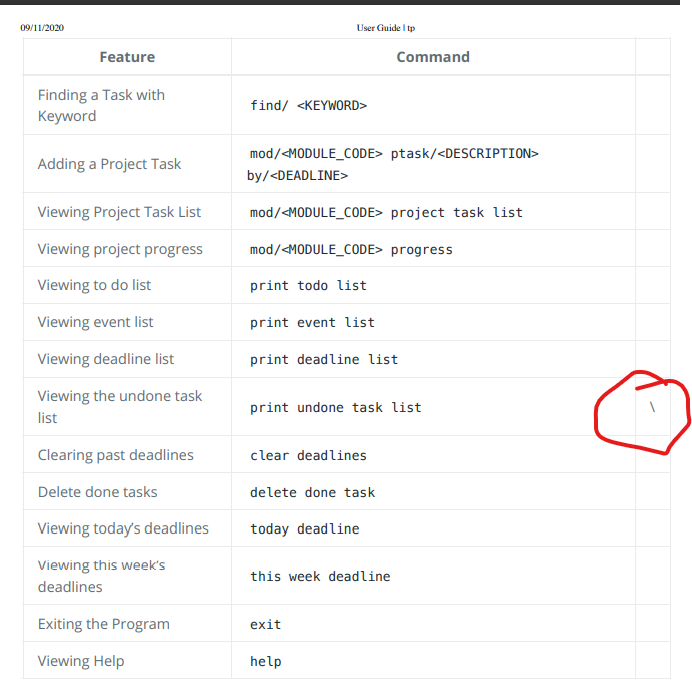 09/11/2020 User Guide | tp
Feature Command
Finding a Task with
Keyword
find/ <KEYWORD>
Adding a Project Task
mod/<MODULE_CODE> ptask/<DESCRIPTION>
by/<DEADLINE>
Viewing Project Task List mod/<MODULE_CODE> project task list
Viewing project progress mod/<MODULE_CODE> progress
Viewing to do list print todo list
Viewing event list print event list
Viewing deadline list print deadline list
Viewing the undone task
list
print undone task list \
Clearing past deadlines clear deadlines
Delete done tasks delete done task
Viewing today’s deadlines today deadline
Viewing this week’s
deadlines
this week deadline
Exiting the Program exit
Viewing Help help